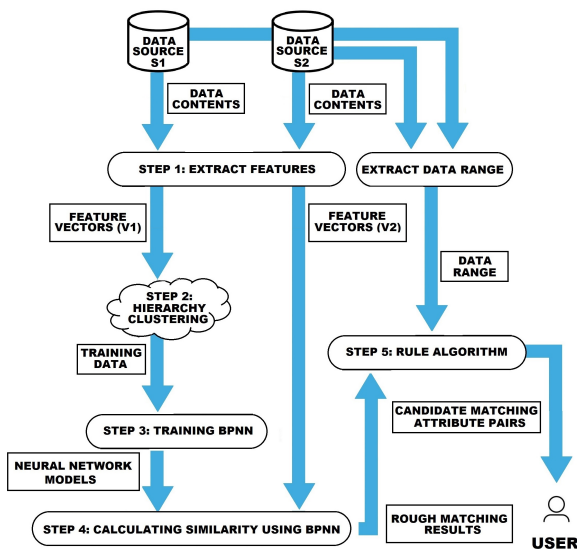 DATA
SOURCE
S1
DATA
SOURCE
S2
DATA
CONTENTS
DATA
CONTENTS
STEP 1: EXTRACT FEATURES
EXTRACT DATA RANGE
FEATURE
VECTORS (V1)
FEATURE
VECTORS (V2)
DATA
RANGE
STEP 2:
HIERARCHY
CLUSTERING
TRAINING
DATA
STEP 5: RULE ALGORITHM
STEP 3: TRAINING BPNN
CANDIDATE MATCHING
ATTRIBUTE PAIRS
NEURAL NETWORK
MODELS
STEP 4: CALCULATING SIMILARITY USING BPNN
ROUGH MATCHING
RESULTS
USER